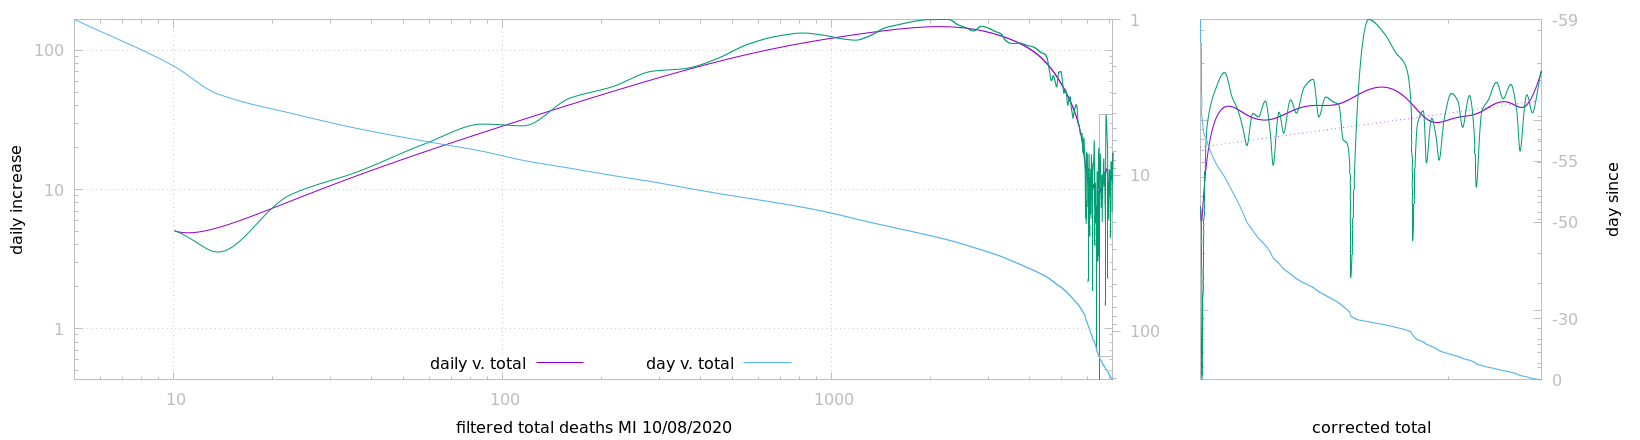 daily increase
100
10
1
10
100
1000
filtered total deaths MI 10/08/2020
daily v. total
day v. total
1
10
100
-59
-55
-50
-30
0
day since
corrected total